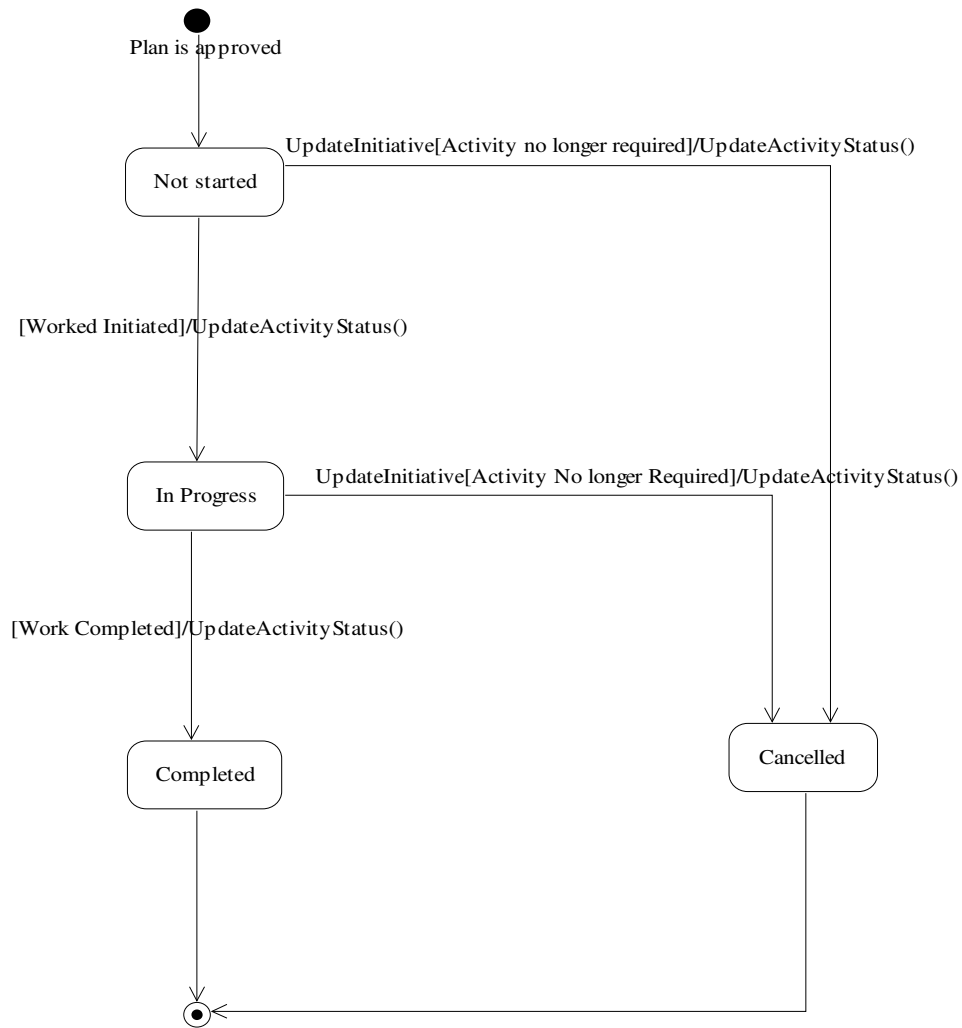 Plan is approved
UpdateInitiative[Activity no longer required]/UpdateActivityStatus()
Not started
[Worked Initiated]/UpdateActivityStatus()
UpdateInitiative[Activity No longer Required]/UpdateActivityStatus()
In Progress
[Work Completed]/UpdateActivityStatus()
Cancelled
Completed